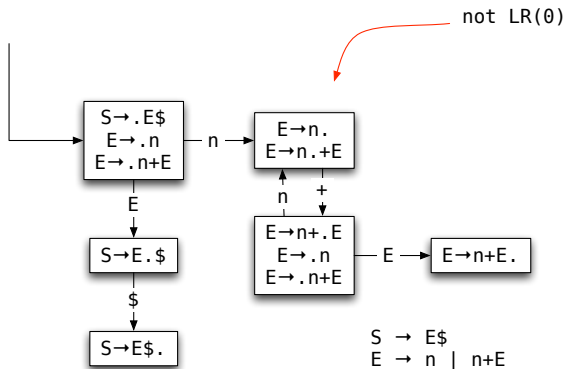 not LR(0)
S→.E$
E→.n
E→.n+E
n
E→n.
E→n.+E
E
n
+
S→E.$
E→n+.E
E→.n
E→.n+E
E
E→n+E.
$
S→E$.
S → E$
E → n | n+E